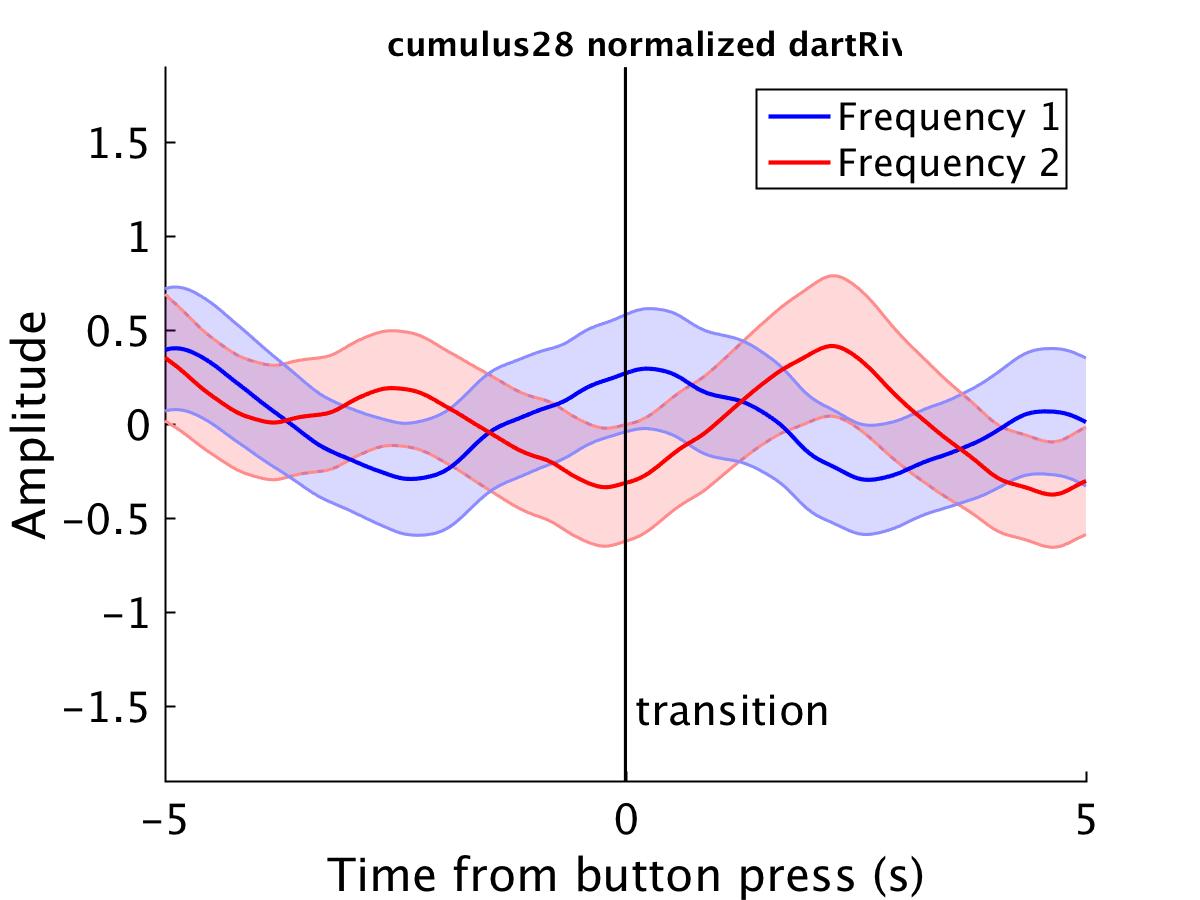 cumulus28 normalized dartRiv
Frequency 1
Frequency 2
1.5
1
0.5
0
−0.5
−1
−1.5
Amplitude
transition
−5
0
5
Time from button press (s)